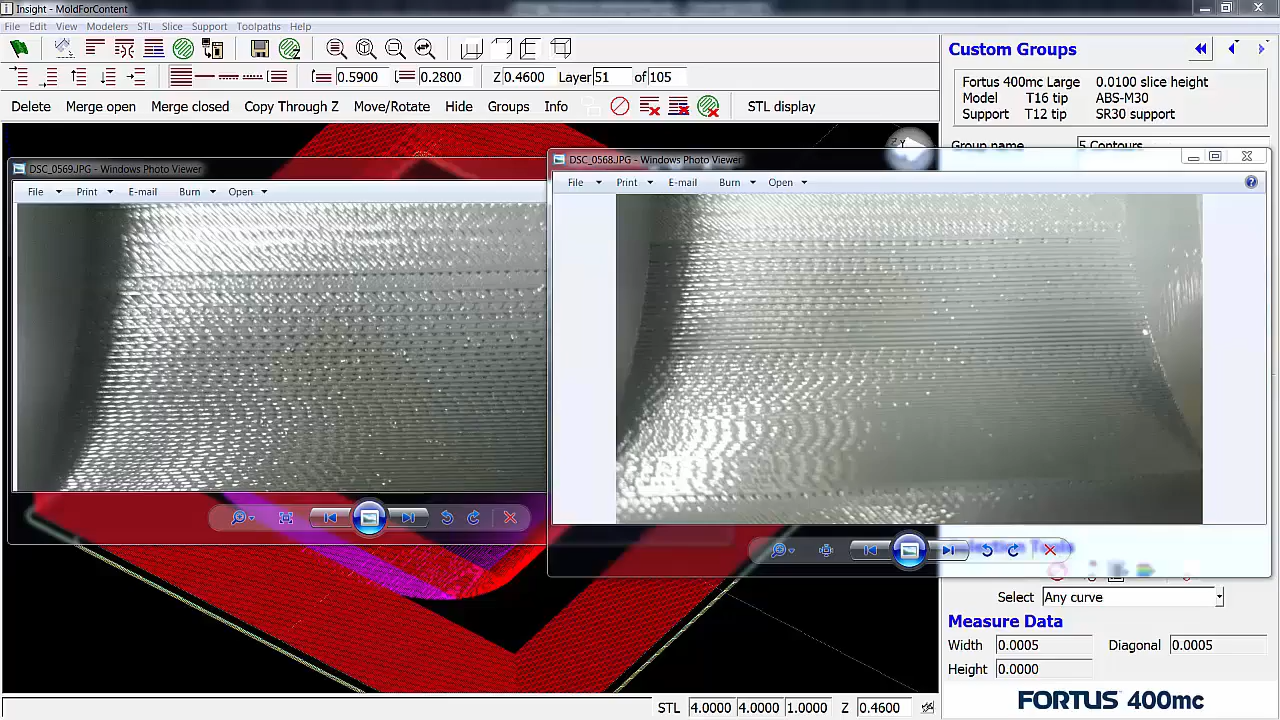 Insight - MoldForContent
File Edit View Modelers STL Slice Support Toolpaths Help
0.5900 0.2800 Z 0.4600 Layer 51 of 105
Delete Merge open Merge closed Copy Through Z Move/Rotate Hide Groups Info STL display
Custom Groups
Fortus 400mc Large 0.0100 slice height
Model T16 tip ABS-M30
Support T12 tip SR30 support
Group name 5 Contours
DSC_0569.JPG - Windows Photo Viewer
File Print E-mail Burn Open
DSC_0568.JPG - Windows Photo Viewer
File Print E-mail Burn Open
Select Any curve
Measure Data
Width 0.0005 Diagonal 0.0005
Height 0.0000
FORTUS 400mc
STL 4.0000 4.0000 1.0000 Z 0.4600